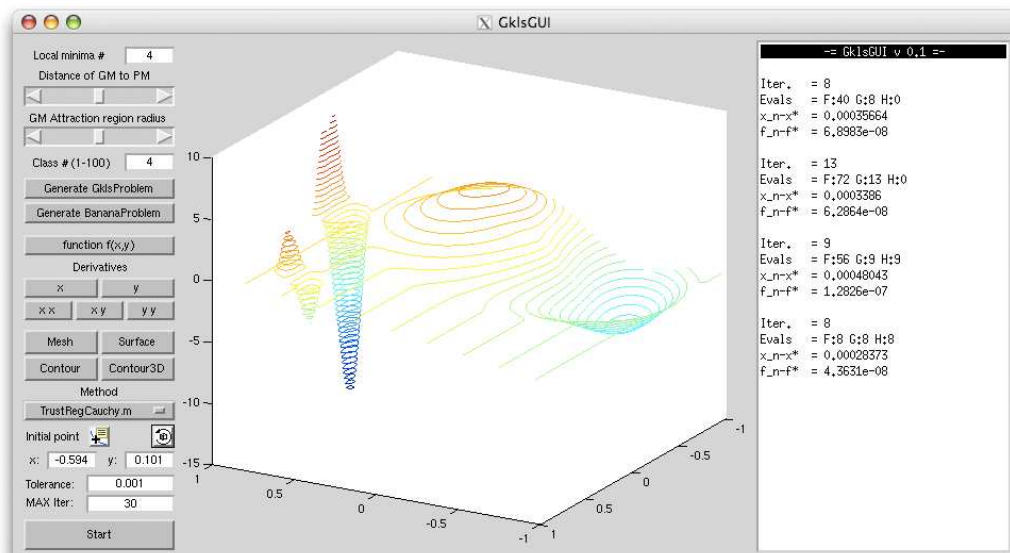 GklsGUI
Local minima # 4
Distance of GM to PM
GM Attraction region radius
Class # (1-100) 4
Generate GklsProblem
Generate BananaProblem
function f(x,y)
Derivatives
x y
x x x y y y
Mesh Surface
Contour Contour3D
Method
TrustRegCauchy.m
Initial point
x: -0.594 y: 0.101
Tolerance: 0.001
MAX Iter: 30
Start
10
5
0
-5
-10
-15
1
0.5
0
-0.5
-1
1
0.5
0
-0.5
-1
-= GklsGUI v 0.1 =-
Iter. = 8
Evals = F:40 G:8 H:0
x_n-x* = 0.00035664
f_n-f* = 6.8983e-08
Iter. = 13
Evals = F:72 G:13 H:0
x_n-x* = 0.0003386
f_n-f* = 6.2864e-08
Iter. = 9
Evals = F:56 G:9 H:9
x_n-x* = 0.00048043
f_n-f* = 1.2826e-07
Iter. = 8
Evals = F:8 G:8 H:8
x_n-x* = 0.00028373
f_n-f* = 4.3631e-08